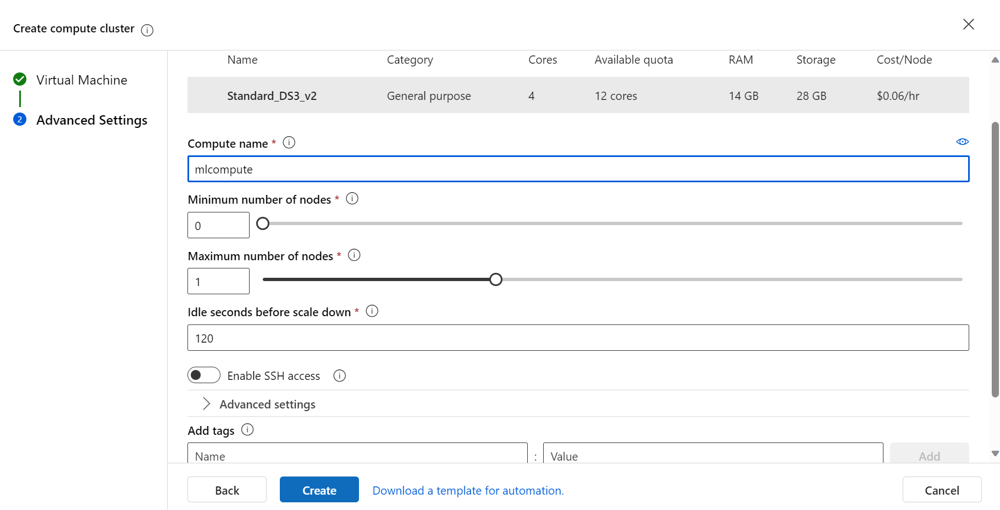 Create compute cluster
Virtual Machine
2 Advanced Settings
Name Category Cores Available quota RAM Storage Cost/Node
Standard_DS3_v2 General purpose 4 12 cores 14 GB 28 GB $0.06/hr
Compute name *
mlcompute
Minimum number of nodes *
0
Maximum number of nodes *
1
Idle seconds before scale down *
120
Enable SSH access
Advanced settings
Add tags
Name : Value Add
Back Create Download a template for automation. Cancel